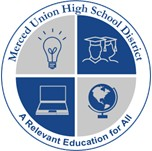 Merced Union High School District
A Relevant Education for All